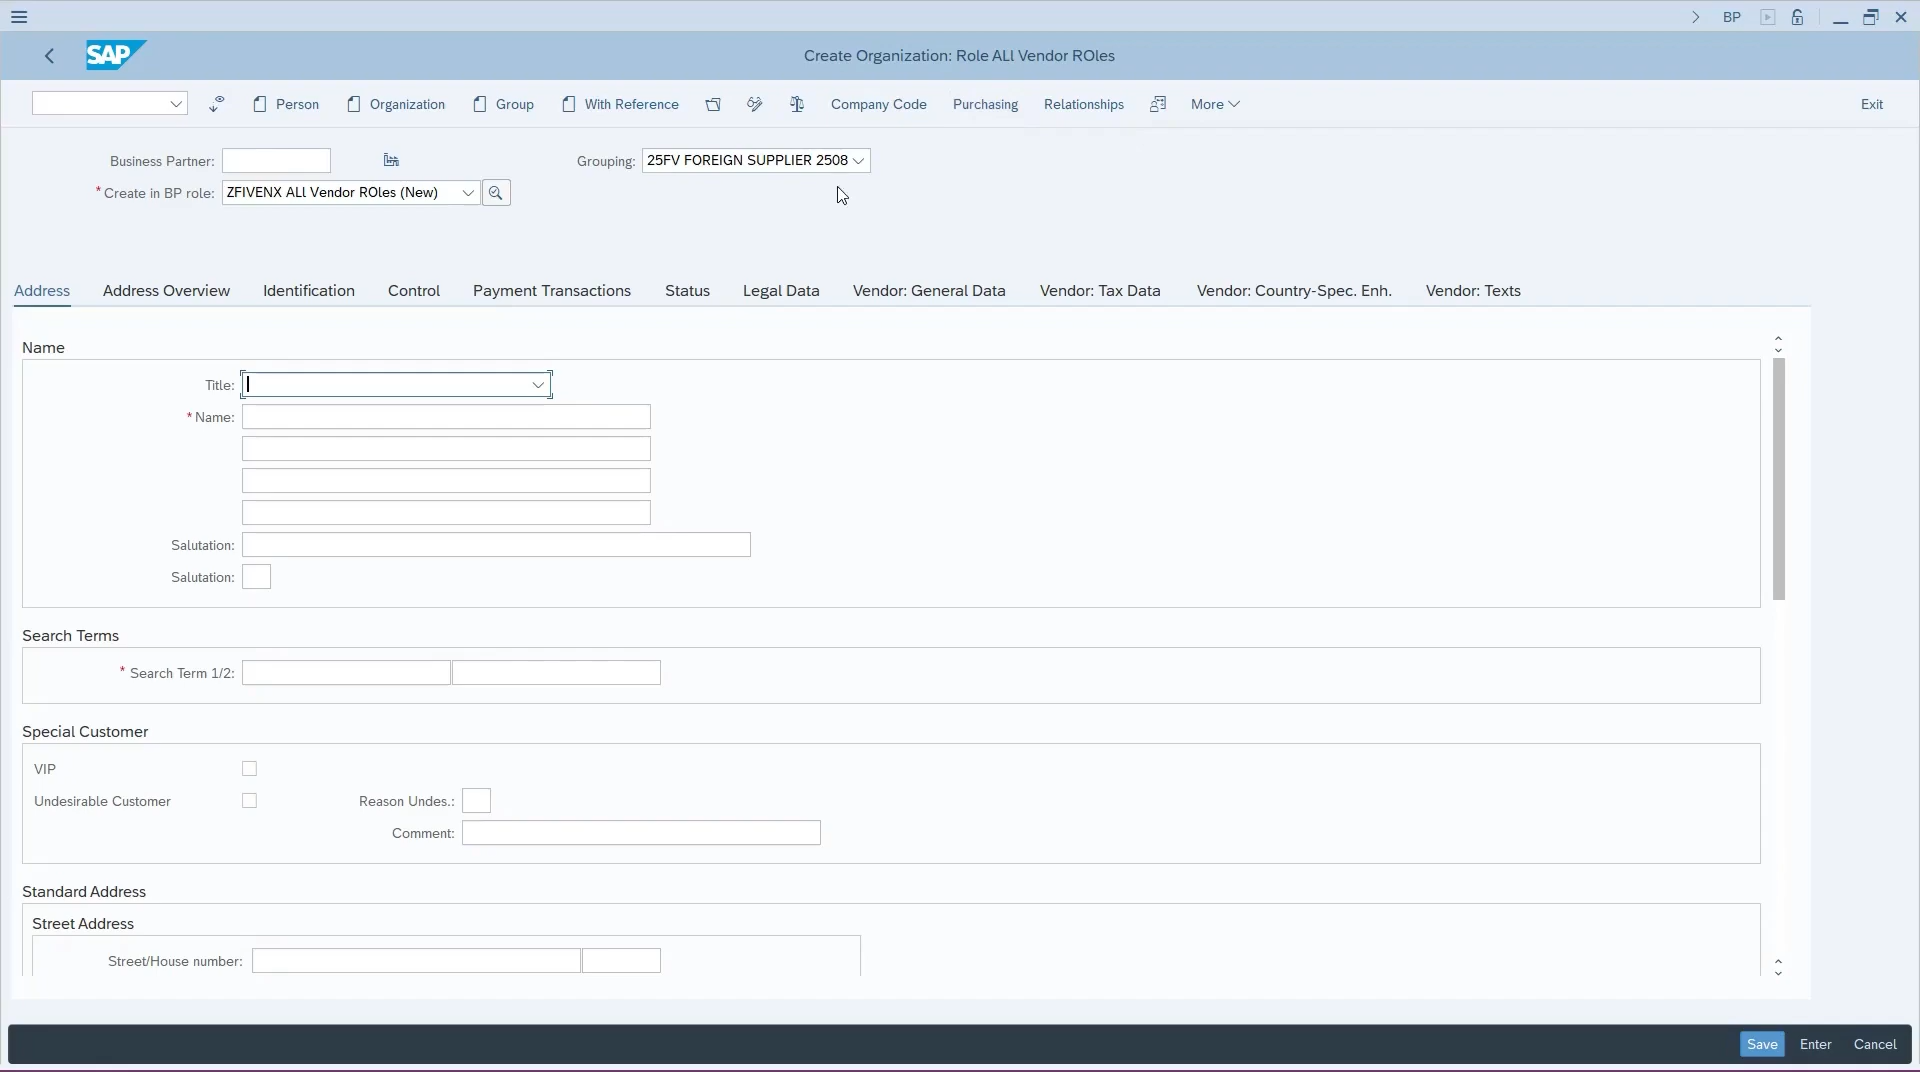 BP
SAP
Create Organization: Role ALl Vendor ROles
Person
Organization
Group
With Reference
Company Code
Purchasing
Relationships
More
Exit
Business Partner:
Grouping:
25FV FOREIGN SUPPLIER 2508
* Create in BP role:
ZFIVENX ALl Vendor ROles (New)
Address
Address Overview
Identification
Control
Payment Transactions
Status
Legal Data
Vendor: General Data
Vendor: Tax Data
Vendor: Country-Spec. Enh.
Vendor: Texts
Name
Title:
* Name:
Salutation:
Salutation:
Search Terms
* Search Term 1/2:
Special Customer
VIP
Undesirable Customer
Reason Undes.:
Comment:
Standard Address
Street Address
Street/House number:
Save
Enter
Cancel